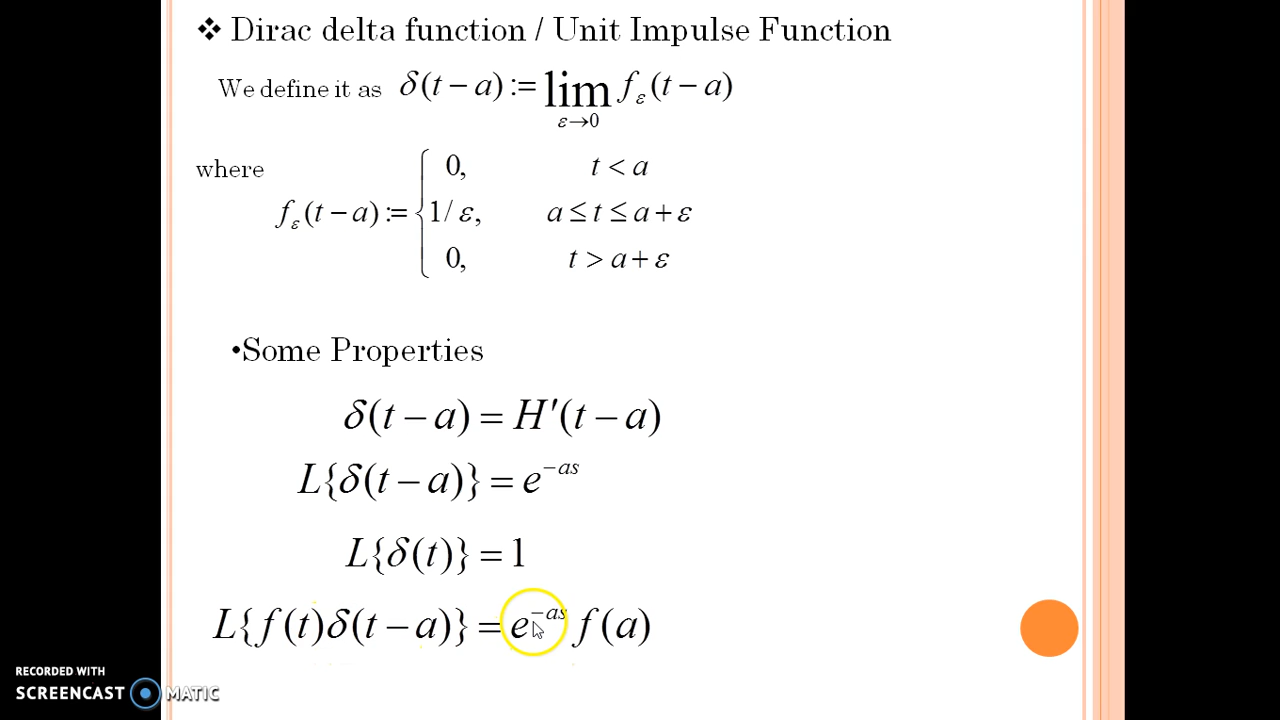 ❖ Dirac delta function / Unit Impulse Function
We define it as δ(t − a) := lim f_ε(t − a)
ε→0
where
0, t < a
f_ε(t − a) := { 1/ ε, a ≤ t ≤ a + ε
0, t > a + ε
•Some Properties
δ(t − a) = H′(t − a)
L{δ(t − a)} = e^{−as}
L{δ(t)} = 1
L{f(t)δ(t − a)} = e^{−as} f(a)
RECORDED WITH
SCREENCAST MATIC